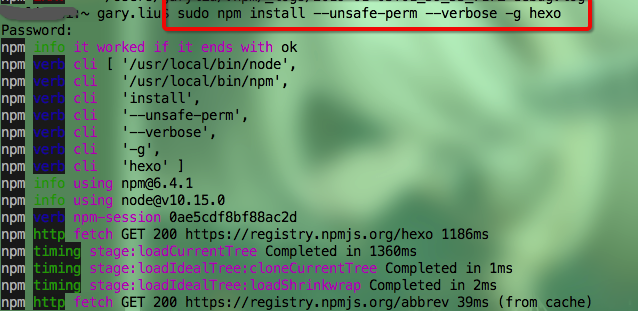 :~ gary.liu$ sudo npm install --unsafe-perm --verbose -g hexo
Password:
npm info it worked if it ends with ok
npm verb cli [ '/usr/local/bin/node',
npm verb cli   '/usr/local/bin/npm',
npm verb cli   'install',
npm verb cli   '--unsafe-perm',
npm verb cli   '--verbose',
npm verb cli   '-g',
npm verb cli   'hexo' ]
npm info using npm@6.4.1
npm info using node@v10.15.0
npm verb npm-session 0ae5cdf8bf88ac2d
npm http fetch GET 200 https://registry.npmjs.org/hexo 1186ms
npm timing stage:loadCurrentTree Completed in 1360ms
npm timing stage:loadIdealTree:cloneCurrentTree Completed in 1ms
npm timing stage:loadIdealTree:loadShrinkwrap Completed in 2ms
npm http fetch GET 200 https://registry.npmjs.org/abbrev 39ms (from cache)